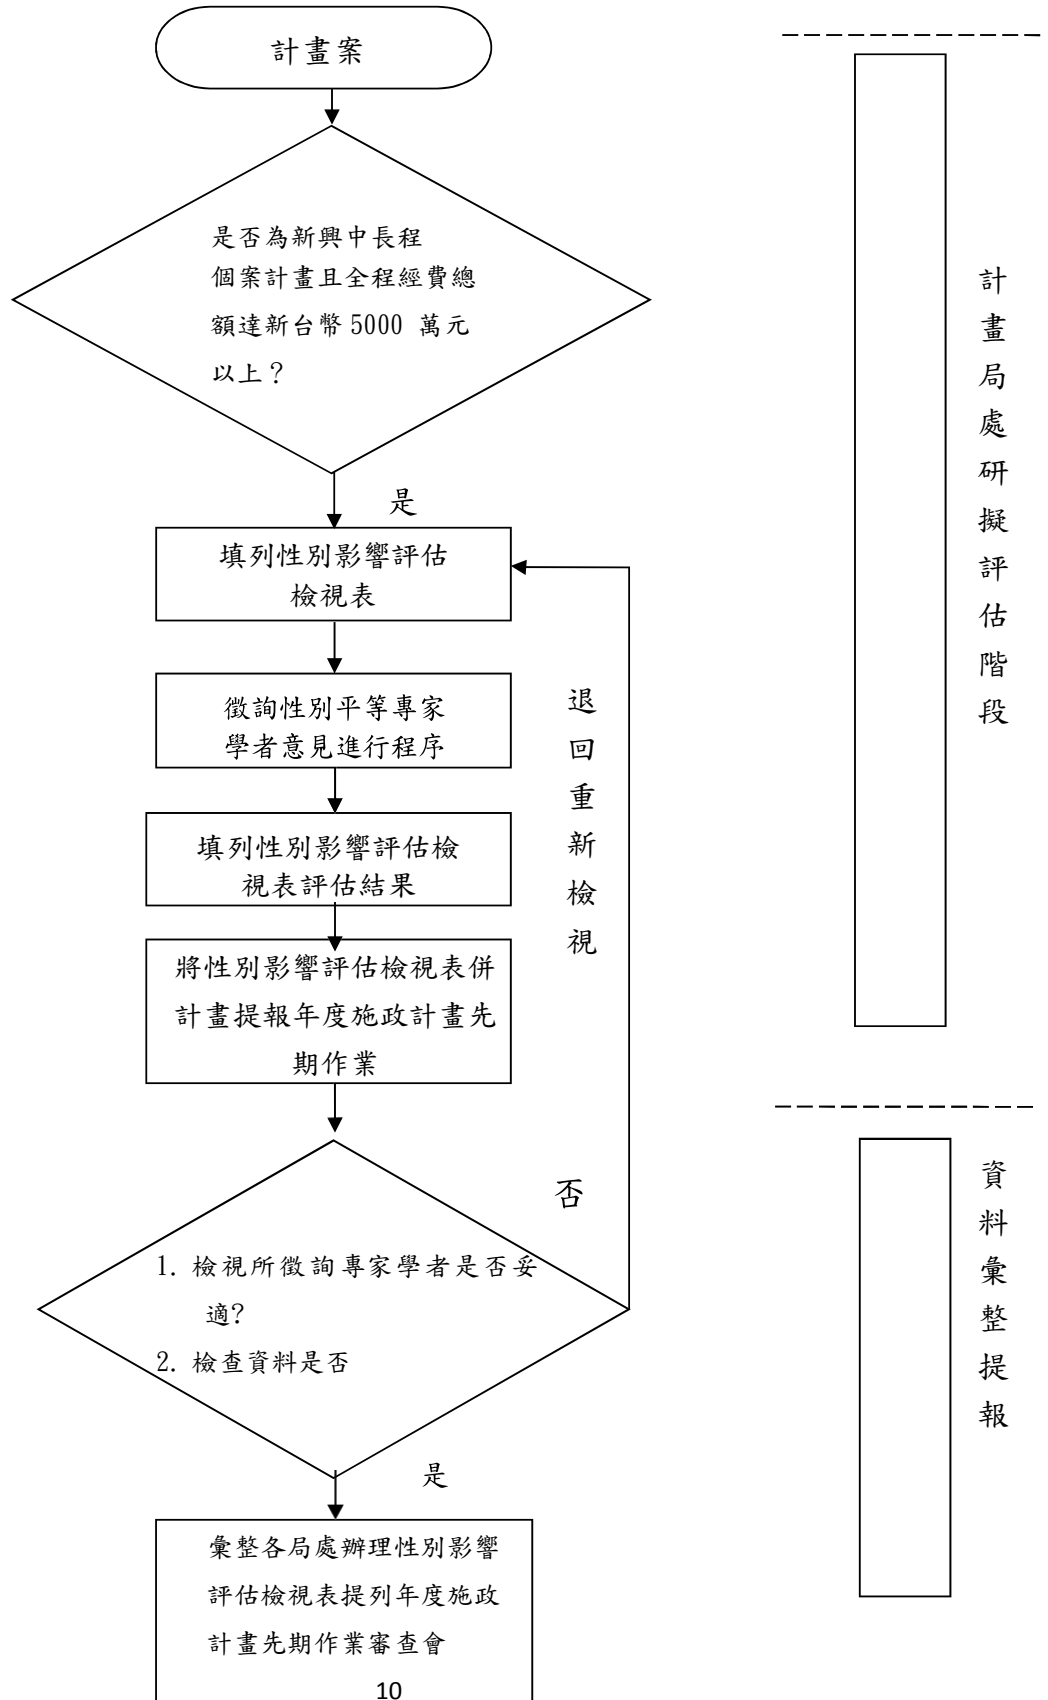 計畫案
是否為新興中長程
個案計畫且全程經費總
額達新台幣 5000 萬元
以上？
是
填列性別影響評估
檢視表
徵詢性別平等專家
學者意見進行程序
填列性別影響評估檢
視表評估結果
將性別影響評估檢視表併
計畫提報年度施政計畫先
期作業
退回重新檢視
否
1. 檢視所徵詢專家學者是否妥
適?
2. 檢查資料是否
是
彙整各局處辦理性別影響
評估檢視表提列年度施政
計畫先期作業審查會
計畫局處研擬評估階段
資料彙整提報
10